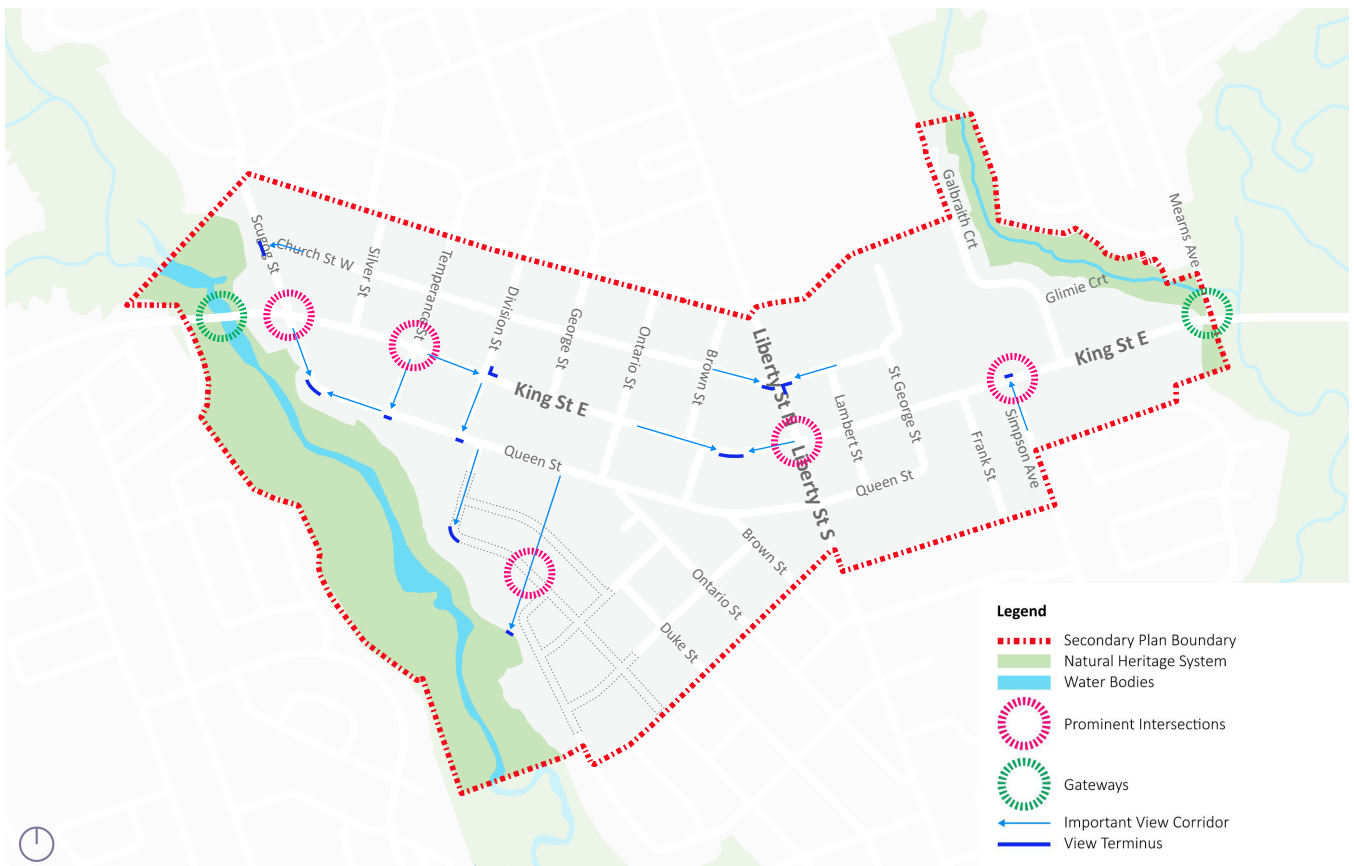 Galbraith Crt
Mearns Ave
Scugog St
Church St W
Silver St
Temperance St
Division St
Glimie Crt
George St
Ontario St
Brown St
Liberty St N
King St E
King St E
St George St
Lambert St
Simpson Ave
Frank St
Queen St
Liberty St S
Queen St
Brown St
Ontario St
Duke St
Legend
Secondary Plan Boundary
Natural Heritage System
Water Bodies
Prominent Intersections
Gateways
Important View Corridor
View Terminus